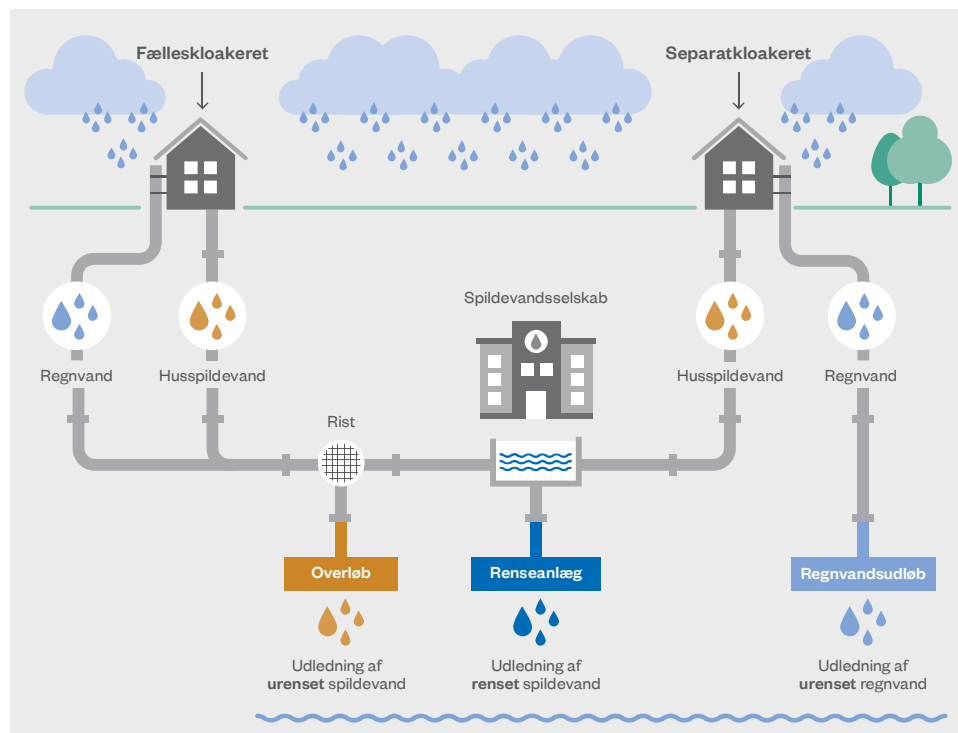 Fælleskloakeret
Separatkloakeret
Spildevandsselskab
Regnvand
Husspildevand
Husspildevand
Regnvand
Rist
Overløb
Renseanlæg
Regnvandsudløb
Udledning af
urenset spildevand
Udledning af
renset spildevand
Udledning af
urenset regnvand